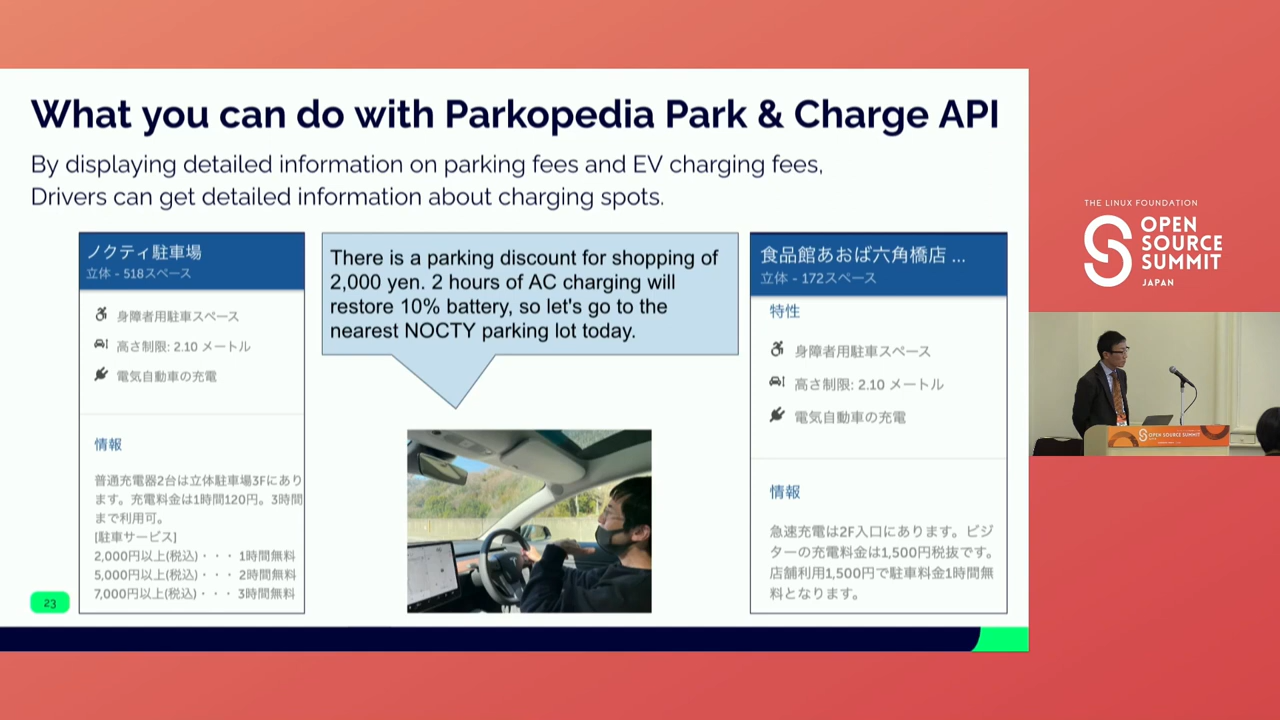 What you can do with Parkopedia Park & Charge API
By displaying detailed information on parking fees and EV charging fees,
Drivers can get detailed information about charging spots.
ノクティ駐車場
立体 - 518スペース
身障者用駐車スペース
高さ制限: 2.10 メートル
電気自動車の充電
情報
普通充電器2台は立体駐車場3Fにあり
ます。充電料金は1時間120円。3時間
まで利用可。
[駐車サービス]
2,000円以上(税込)・・・ 1時間無料
5,000円以上(税込)・・・ 2時間無料
7,000円以上(税込)・・・ 3時間無料
There is a parking discount for shopping of
2,000 yen. 2 hours of AC charging will
restore 10% battery, so let's go to the
nearest NOCTY parking lot today.
食品館あおば六角橋店 ...
立体 - 172スペース
特性
身障者用駐車スペース
高さ制限: 2.10 メートル
電気自動車の充電
情報
急速充電は2F入口にあります。ビジ
ターの充電料金は1,500円税抜です。
店舗利用1,500円で駐車料金1時間無
料となります。
23
THE LINUX FOUNDATION
OPEN
SOURCE
SUMMIT
JAPAN
OPEN SOURCE SUMMIT